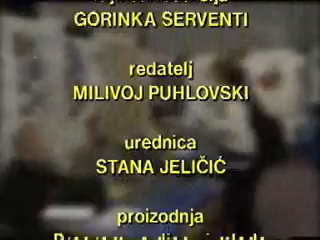 GORINKA SERVENTI
redatelj
MILIVOJ PUHLOVSKI
urednica
STANA JELIČIĆ
proizodnja